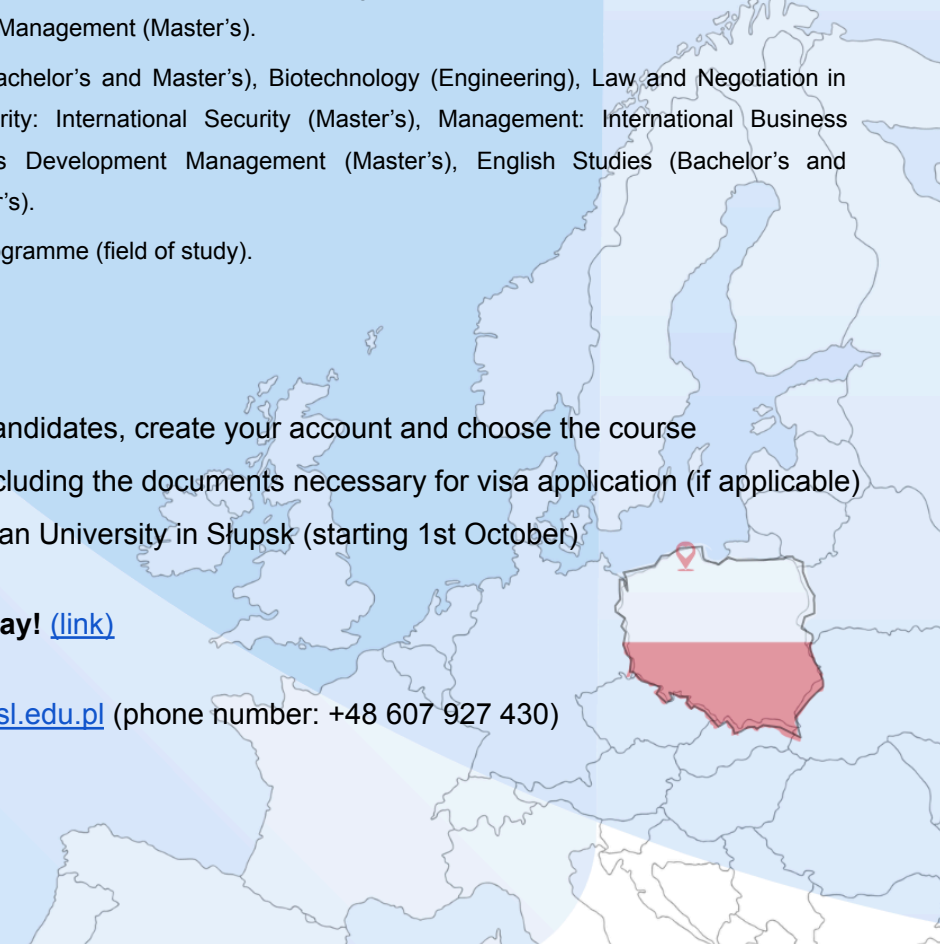 Management (Master's).
achelor's and Master's), Biotechnology (Engineering), Law and Negotiation in
rity: International Security (Master's), Management: International Business
s Development Management (Master's), English Studies (Bachelor's and
r's).
gramme (field of study).
andidates, create your account and choose the course
cluding the documents necessary for visa application (if applicable)
an University in Słupsk (starting 1st October)
ay! (link)
sl.edu.pl (phone number: +48 607 927 430)